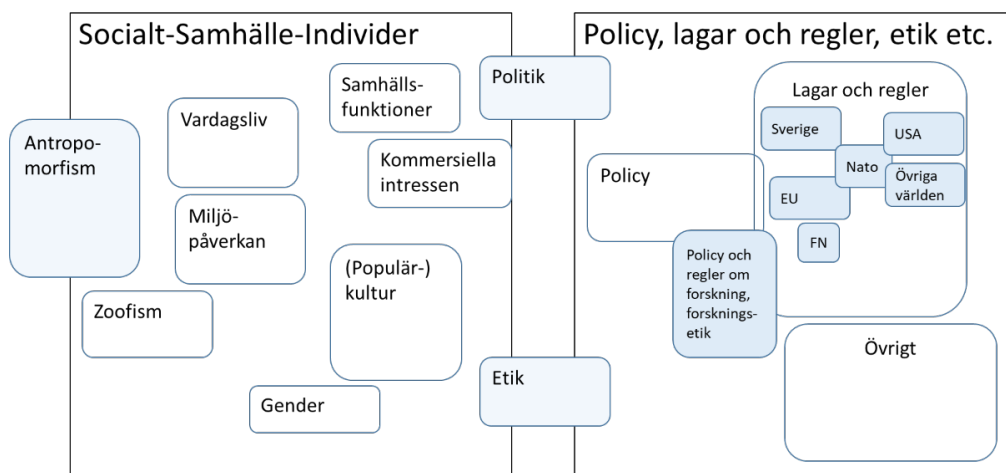 Socialt-Samhälle-Individer
Antropo-
morfism
Vardagsliv
Samhälls-
funktioner
Kommersiella
intressen
Miljö-
påverkan
(Populär-)
kultur
Zoofism
Gender
Politik
Etik
Policy, lagar och regler, etik etc.
Lagar och regler
Sverige
USA
Nato
Övriga
världen
EU
FN
Policy
Policy och
regler om
forskning,
forsknings-
etik
Övrigt